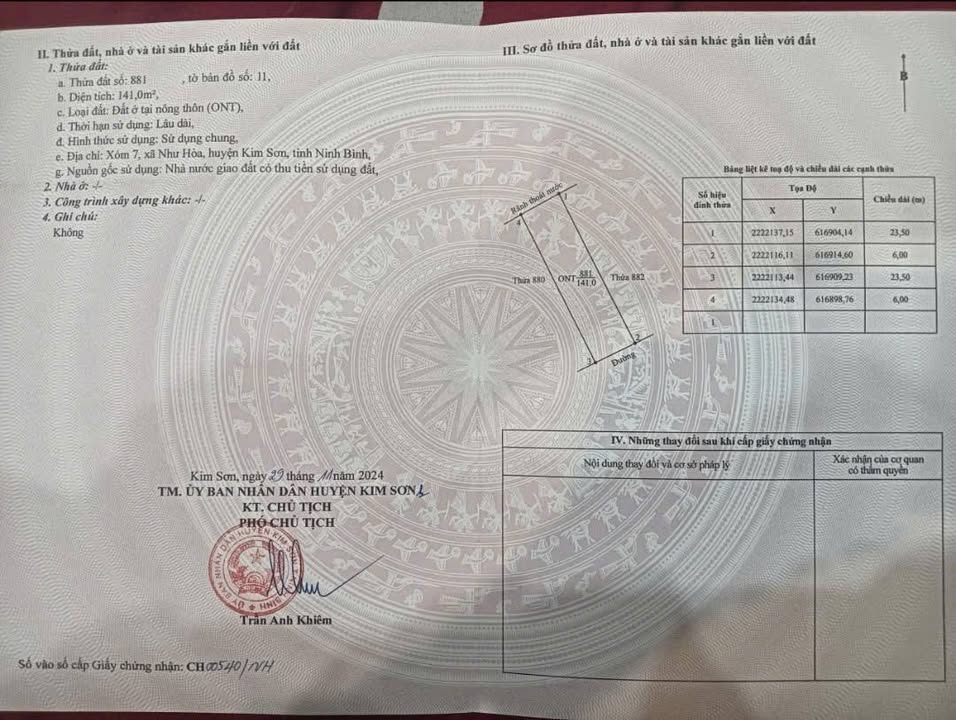 II. Thửa đất, nhà ở và tài sản khác gắn liền với đất
1. Thửa đất:
a. Thửa đất số: 881 , tờ bản đồ số: 11,
b. Diện tích: 141,0m²,
c. Loại đất: Đất ở tại nông thôn (ONT),
d. Thời hạn sử dụng: Lâu dài,
đ. Hình thức sử dụng: Sử dụng chung,
e. Địa chỉ: Xóm 7, xã Như Hòa, huyện Kim Sơn, tỉnh Ninh Bình,
g. Nguồn gốc sử dụng: Nhà nước giao đất có thu tiền sử dụng đất,
2. Nhà ở: -/-
3. Công trình xây dựng khác: -/-
4. Ghi chú:
Không
Kim Sơn, ngày 29 tháng 11 năm 2024
TM. ỦY BAN NHÂN DÂN HUYỆN KIM SƠN
KT. CHỦ TỊCH
PHÓ CHỦ TỊCH
ỦY BAN NHÂN DÂN HUYỆN KIM SƠN
Trần Anh Khiêm
Số vào sổ cấp Giấy chứng nhận: CH00540/NH
III. Sơ đồ thửa đất, nhà ở và tài sản khác gắn liền với đất
B
Rãnh thoát nước
4 1
Thửa 880 ONT 881 Thửa 882
141,0
3 2
Đường
Bảng liệt kê toạ độ và chiều dài các cạnh thửa
Số hiệu đỉnh thửa Tọa Độ Chiều dài (m)
X Y
1 2222137,15 616904,14 23,50
2 2222116,11 616914,60 6,00
3 2222113,44 616909,23 23,50
4 2222134,48 616898,76 6,00
1
IV. Những thay đổi sau khi cấp giấy chứng nhận
Nội dung thay đổi và cơ sở pháp lý
Xác nhận của cơ quan
có thẩm quyền